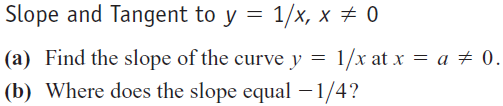 Slope and Tangent to y = 1/x, x ≠ 0
(a) Find the slope of the curve y = 1/x at x = a ≠ 0.
(b) Where does the slope equal −1/4?